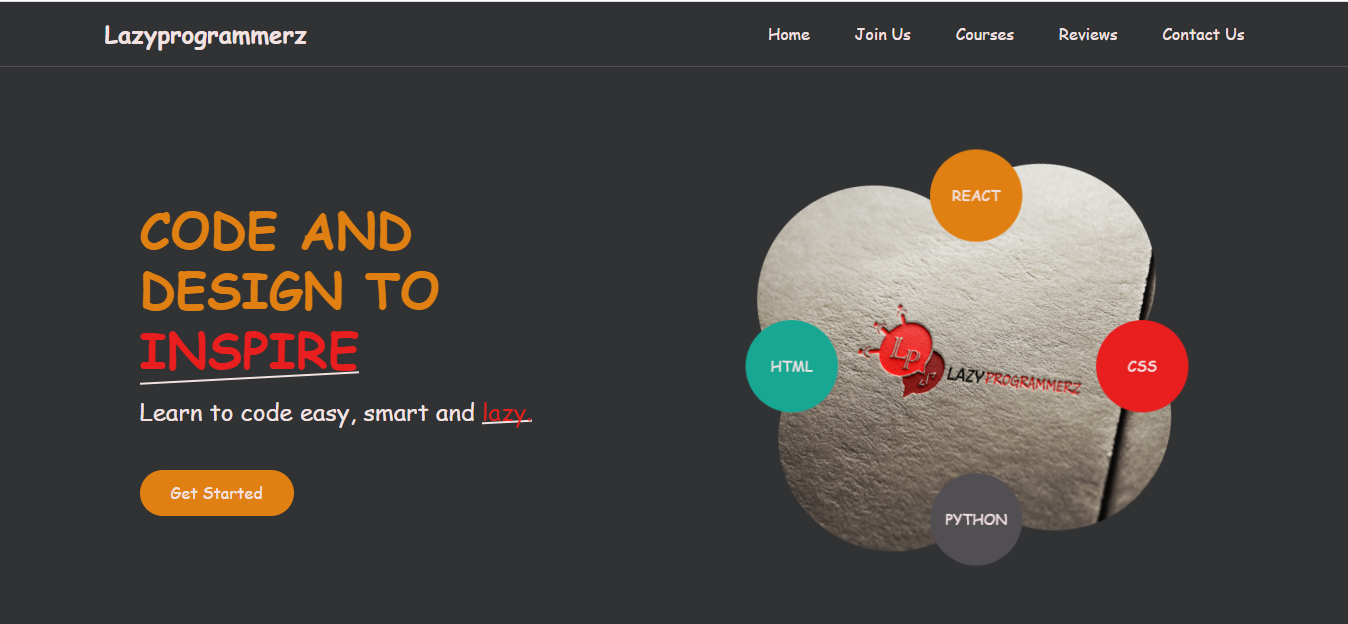 Lazyprogrammerz
Home Join Us Courses Reviews Contact Us
CODE AND
DESIGN TO
INSPIRE
Learn to code easy, smart and lazy.
Get Started
REACT
HTML
Lp
LAZYPROGRAMMERZ
CSS
PYTHON